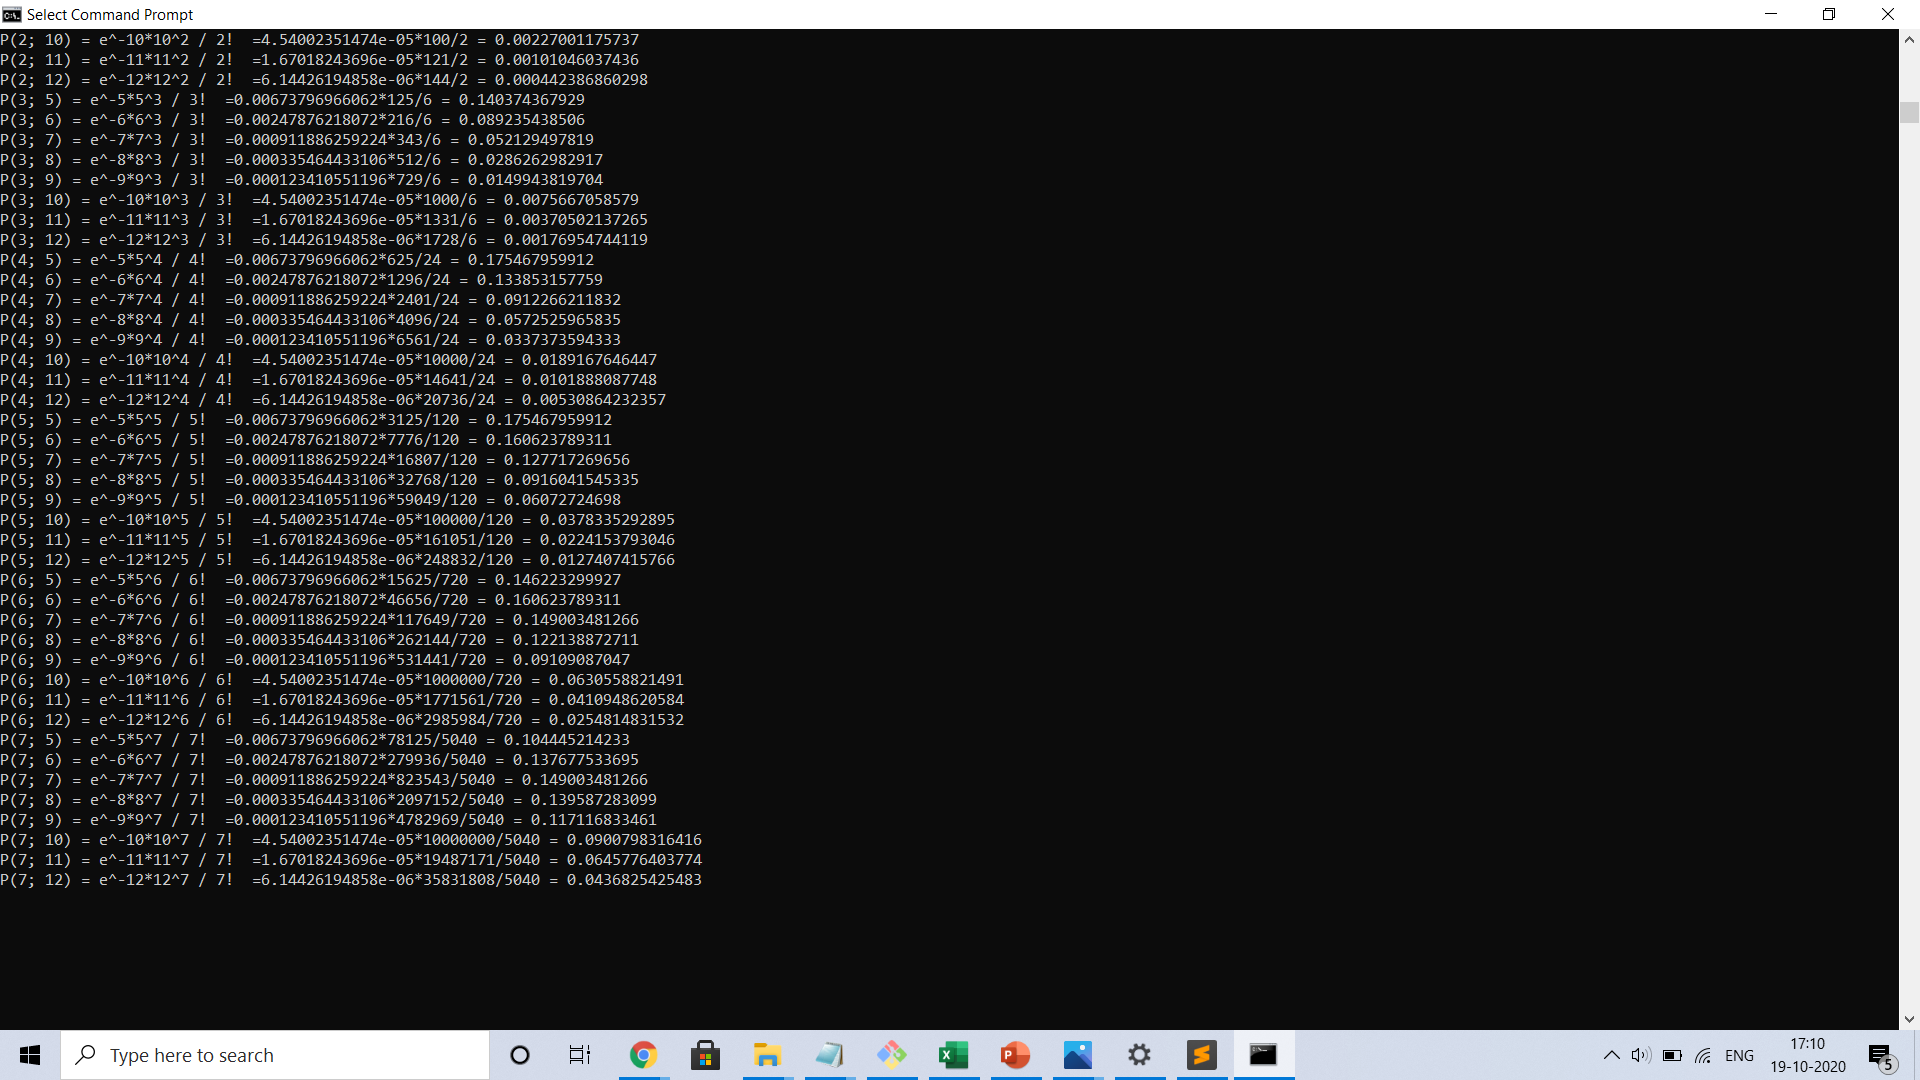 Select Command Prompt
P(2; 10) = e^-10*10^2 / 2!  =4.54002351474e-05*100/2 = 0.00227001175737
P(2; 11) = e^-11*11^2 / 2!  =1.67018243696e-05*121/2 = 0.00101046037436
P(2; 12) = e^-12*12^2 / 2!  =6.14426194858e-06*144/2 = 0.000442386860298
P(3; 5) = e^-5*5^3 / 3!  =0.00673796966062*125/6 = 0.140374367929
P(3; 6) = e^-6*6^3 / 3!  =0.00247876218072*216/6 = 0.089235438506
P(3; 7) = e^-7*7^3 / 3!  =0.000911886259224*343/6 = 0.052129497819
P(3; 8) = e^-8*8^3 / 3!  =0.000335464433106*512/6 = 0.0286262982917
P(3; 9) = e^-9*9^3 / 3!  =0.000123410551196*729/6 = 0.0149943819704
P(3; 10) = e^-10*10^3 / 3!  =4.54002351474e-05*1000/6 = 0.0075667058579
P(3; 11) = e^-11*11^3 / 3!  =1.67018243696e-05*1331/6 = 0.00370502137265
P(3; 12) = e^-12*12^3 / 3!  =6.14426194858e-06*1728/6 = 0.00176954744119
P(4; 5) = e^-5*5^4 / 4!  =0.00673796966062*625/24 = 0.175467959912
P(4; 6) = e^-6*6^4 / 4!  =0.00247876218072*1296/24 = 0.133853157759
P(4; 7) = e^-7*7^4 / 4!  =0.000911886259224*2401/24 = 0.0912266211832
P(4; 8) = e^-8*8^4 / 4!  =0.000335464433106*4096/24 = 0.0572525965835
P(4; 9) = e^-9*9^4 / 4!  =0.000123410551196*6561/24 = 0.0337373594333
P(4; 10) = e^-10*10^4 / 4!  =4.54002351474e-05*10000/24 = 0.0189167646447
P(4; 11) = e^-11*11^4 / 4!  =1.67018243696e-05*14641/24 = 0.0101888087748
P(4; 12) = e^-12*12^4 / 4!  =6.14426194858e-06*20736/24 = 0.00530864232357
P(5; 5) = e^-5*5^5 / 5!  =0.00673796966062*3125/120 = 0.175467959912
P(5; 6) = e^-6*6^5 / 5!  =0.00247876218072*7776/120 = 0.160623789311
P(5; 7) = e^-7*7^5 / 5!  =0.000911886259224*16807/120 = 0.127717269656
P(5; 8) = e^-8*8^5 / 5!  =0.000335464433106*32768/120 = 0.0916041545335
P(5; 9) = e^-9*9^5 / 5!  =0.000123410551196*59049/120 = 0.06072724698
P(5; 10) = e^-10*10^5 / 5!  =4.54002351474e-05*100000/120 = 0.0378335292895
P(5; 11) = e^-11*11^5 / 5!  =1.67018243696e-05*161051/120 = 0.0224153793046
P(5; 12) = e^-12*12^5 / 5!  =6.14426194858e-06*248832/120 = 0.0127407415766
P(6; 5) = e^-5*5^6 / 6!  =0.00673796966062*15625/720 = 0.146223299927
P(6; 6) = e^-6*6^6 / 6!  =0.00247876218072*46656/720 = 0.160623789311
P(6; 7) = e^-7*7^6 / 6!  =0.000911886259224*117649/720 = 0.149003481266
P(6; 8) = e^-8*8^6 / 6!  =0.000335464433106*262144/720 = 0.122138872711
P(6; 9) = e^-9*9^6 / 6!  =0.000123410551196*531441/720 = 0.09109087047
P(6; 10) = e^-10*10^6 / 6!  =4.54002351474e-05*1000000/720 = 0.0630558821491
P(6; 11) = e^-11*11^6 / 6!  =1.67018243696e-05*1771561/720 = 0.0410948620584
P(6; 12) = e^-12*12^6 / 6!  =6.14426194858e-06*2985984/720 = 0.0254814831532
P(7; 5) = e^-5*5^7 / 7!  =0.00673796966062*78125/5040 = 0.104445214233
P(7; 6) = e^-6*6^7 / 7!  =0.00247876218072*279936/5040 = 0.137677533695
P(7; 7) = e^-7*7^7 / 7!  =0.000911886259224*823543/5040 = 0.149003481266
P(7; 8) = e^-8*8^7 / 7!  =0.000335464433106*2097152/5040 = 0.139587283099
P(7; 9) = e^-9*9^7 / 7!  =0.000123410551196*4782969/5040 = 0.117116833461
P(7; 10) = e^-10*10^7 / 7!  =4.54002351474e-05*10000000/5040 = 0.0900798316416
P(7; 11) = e^-11*11^7 / 7!  =1.67018243696e-05*19487171/5040 = 0.0645776403774
P(7; 12) = e^-12*12^7 / 7!  =6.14426194858e-06*35831808/5040 = 0.0436825425483
Type here to search
ENG
17:10
19-10-2020
5